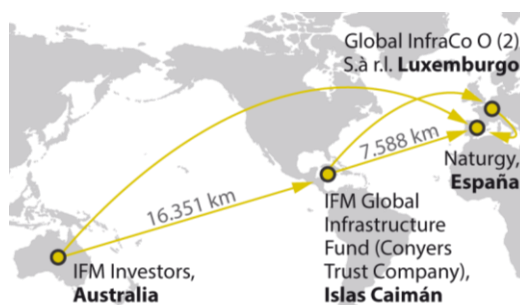 Global InfraCo O (2)
S.à r.l. Luxemburgo
7.588 km
Naturgy,
España
16.351 km
IFM Global
Infrastructure
Fund (Conyers
Trust Company),
Islas Caimán
IFM Investors,
Australia